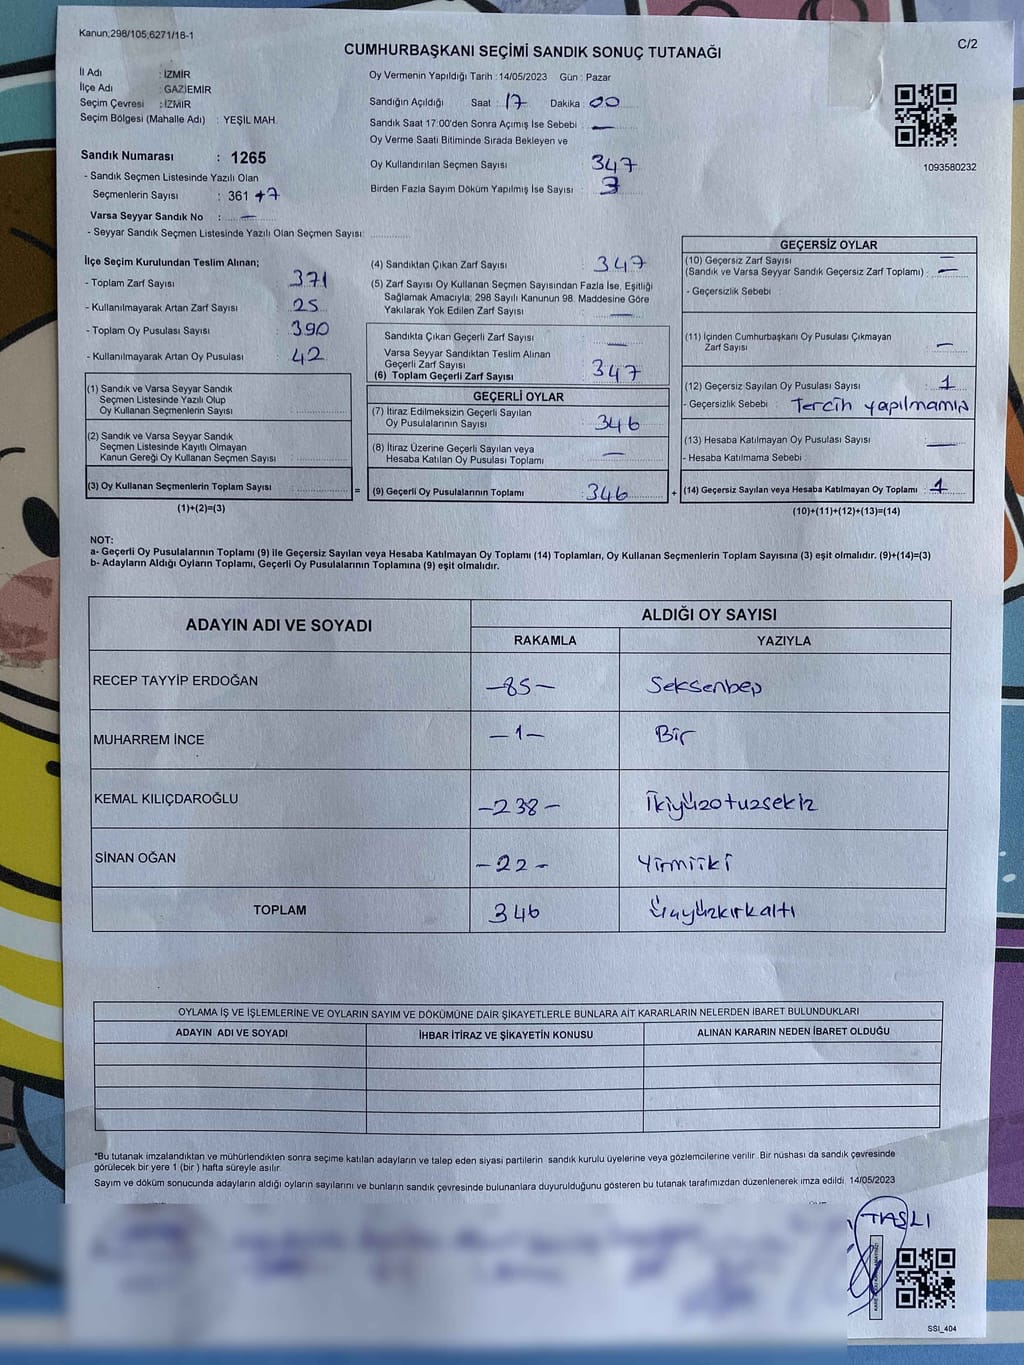 Kanun;298/105;6271/18-1
CUMHURBAŞKANI SEÇİMİ SANDIK SONUÇ TUTANAĞI
C/2
İl Adı : İZMİR
İlçe Adı : GAZİEMİR
Seçim Çevresi : İZMİR
Seçim Bölgesi (Mahalle Adı) : YEŞİL MAH.
Oy Vermenin Yapıldığı Tarih : 14/05/2023 Gün : Pazar
Sandığın Açıldığı Saat : 17 Dakika : 00
Sandık Saat 17:00'den Sonra Açımış İse Sebebi : —
Oy Verme Saati Bitiminde Sırada Bekleyen ve
Oy Kullandırılan Seçmen Sayısı 347
Birden Fazla Sayım Döküm Yapılmış İse Sayısı : 3
1093580232
Sandık Numarası : 1265
- Sandık Seçmen Listesinde Yazılı Olan
Seçmenlerin Sayısı : 361 +7
Varsa Seyyar Sandık No : —
- Seyyar Sandık Seçmen Listesinde Yazılı Olan Seçmen Sayısı:
İlçe Seçim Kurulundan Teslim Alınan;
- Toplam Zarf Sayısı : 371
- Kullanılmayarak Artan Zarf Sayısı : 25
- Toplam Oy Pusulası Sayısı : 390
- Kullanılmayarak Artan Oy Pusulası : 42
(1) Sandık ve Varsa Seyyar Sandık
Seçmen Listesinde Yazılı Olup
Oy Kullanan Seçmenlerin Sayısı :
(2) Sandık ve Varsa Seyyar Sandık
Seçmen Listesinde Kayıtlı Olmayan
Kanun Gereği Oy Kullanan Seçmen Sayısı :
(3) Oy Kullanan Seçmenlerin Toplam Sayısı : =
(1)+(2)=(3)
(4) Sandıktan Çıkan Zarf Sayısı : 347
(5) Zarf Sayısı Oy Kullanan Seçmen Sayısından Fazla İse, Eşitliği
Sağlamak Amacıyla; 298 Sayılı Kanunun 98. Maddesine Göre
Yakılarak Yok Edilen Zarf Sayısı : —
Sandıkta Çıkan Geçerli Zarf Sayısı : —
Varsa Seyyar Sandıktan Teslim Alınan
Geçerli Zarf Sayısı :
(6) Toplam Geçerli Zarf Sayısı : 347
GEÇERLİ OYLAR
(7) İtiraz Edilmeksizin Geçerli Sayılan
Oy Pusulalarının Sayısı : 346
(8) İtiraz Üzerine Geçerli Sayılan veya
Hesaba Katılan Oy Pusulası Toplamı : —
(9) Geçerli Oy Pusulalarının Toplamı : 346 +
GEÇERSİZ OYLAR
(10) Geçersiz Zarf Sayısı —
(Sandık ve Varsa Seyyar Sandık Geçersiz Zarf Toplamı) : —
- Geçersizlik Sebebi :
(11) İçinden Cumhurbaşkanı Oy Pusulası Çıkmayan
Zarf Sayısı : —
(12) Geçersiz Sayılan Oy Pusulası Sayısı : 1
- Geçersizlik Sebebi : Tercih yapılmamış
(13) Hesaba Katılmayan Oy Pusulası Sayısı : —
- Hesaba Katılmama Sebebi :
(14) Geçersiz Sayılan veya Hesaba Katılmayan Oy Toplamı : 1
(10)+(11)+(12)+(13)=(14)
NOT:
a- Geçerli Oy Pusulalarının Toplamı (9) ile Geçersiz Sayılan veya Hesaba Katılmayan Oy Toplamı (14) Toplamları, Oy Kullanan Seçmenlerin Toplam Sayısına (3) eşit olmalıdır. (9)+(14)=(3)
b- Adayların Aldığı Oyların Toplamı, Geçerli Oy Pusulalarının Toplamına (9) eşit olmalıdır.
ADAYIN ADI VE SOYADI ALDIĞI OY SAYISI
RAKAMLA YAZIYLA
RECEP TAYYİP ERDOĞAN —85— Seksenbeş
MUHARREM İNCE —1— Bir
KEMAL KILIÇDAROĞLU —238— İkiyüzotuzsekiz
SİNAN OĞAN —22— Yirmiiki
TOPLAM 346 Üçyüzkırkaltı
OYLAMA İŞ VE İŞLEMLERİNE VE OYLARIN SAYIM VE DÖKÜMÜNE DAİR ŞİKAYETLERLE BUNLARA AİT KARARLARIN NELERDEN İBARET BULUNDUKLARI
ADAYIN ADI VE SOYADI İHBAR İTİRAZ VE ŞİKAYETİN KONUSU ALINAN KARARIN NEDEN İBARET OLDUĞU
*Bu tutanak imzalandıktan ve mühürlendikten sonra seçime katılan adayların ve talep eden siyasi partilerin sandık kurulu üyelerine veya gözlemcilerine verilir. Bir nüshası da sandık çevresinde
görülecek bir yere 1 (bir ) hafta süreyle asılır.
Sayım ve döküm sonucunda adayların aldığı oyların sayılarını ve bunların sandık çevresinde bulunanlara duyurulduğunu gösteren bu tutanak tarafımızdan düzenlenerek imza edildi. 14/05/2023
TAŞLI
SSI_404